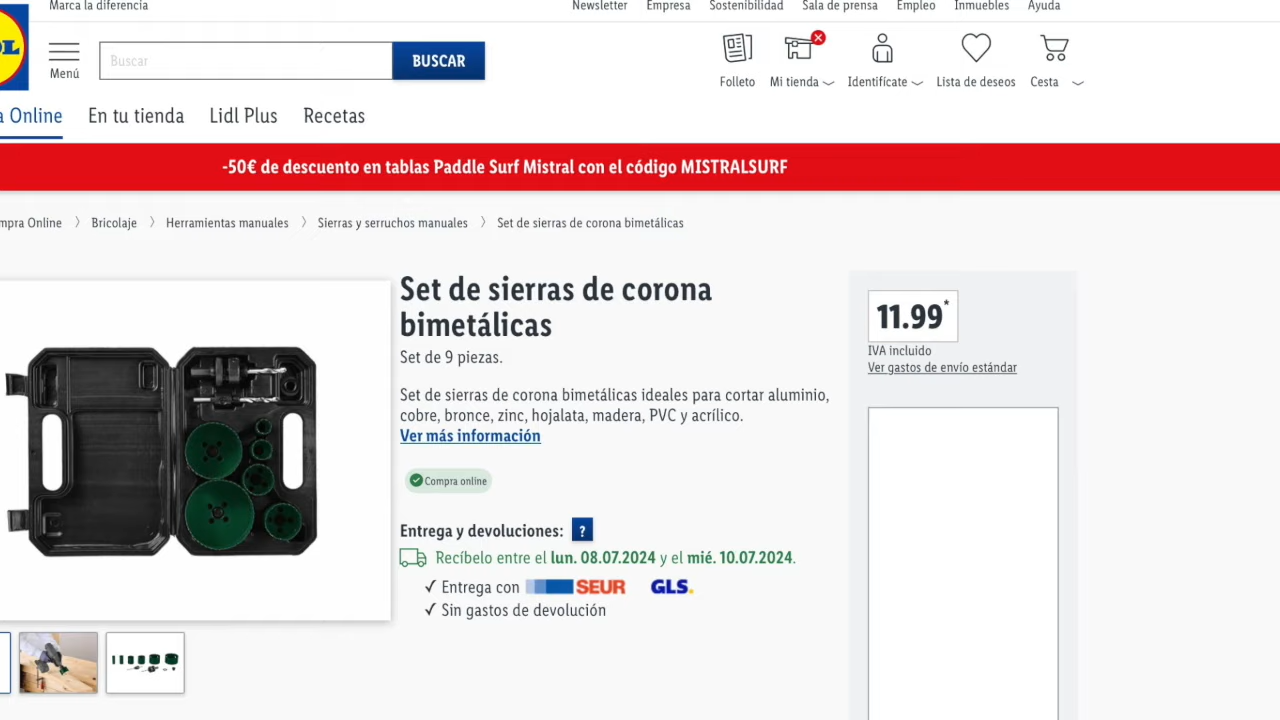 Marca la diferencia
Newsletter Empresa Sostenibilidad Sala de prensa Empleo Inmuebles Ayuda
Menú
Buscar
BUSCAR
Folleto
Mi tienda
Identifícate
Lista de deseos
Cesta
Online
En tu tienda
Lidl Plus
Recetas
-50€ de descuento en tablas Paddle Surf Mistral con el código MISTRALSURF
mpra Online > Bricolaje > Herramientas manuales > Sierras y serruchos manuales > Set de sierras de corona bimetálicas
Set de sierras de corona
bimetálicas
Set de 9 piezas.
Set de sierras de corona bimetálicas ideales para cortar aluminio,
cobre, bronce, zinc, hojalata, madera, PVC y acrílico.
Ver más información
Compra online
Entrega y devoluciones: ?
Recíbelo entre el lun. 08.07.2024 y el mié. 10.07.2024.
✓ Entrega con SEUR GLS.
✓ Sin gastos de devolución
11.99*
IVA incluido
Ver gastos de envío estándar